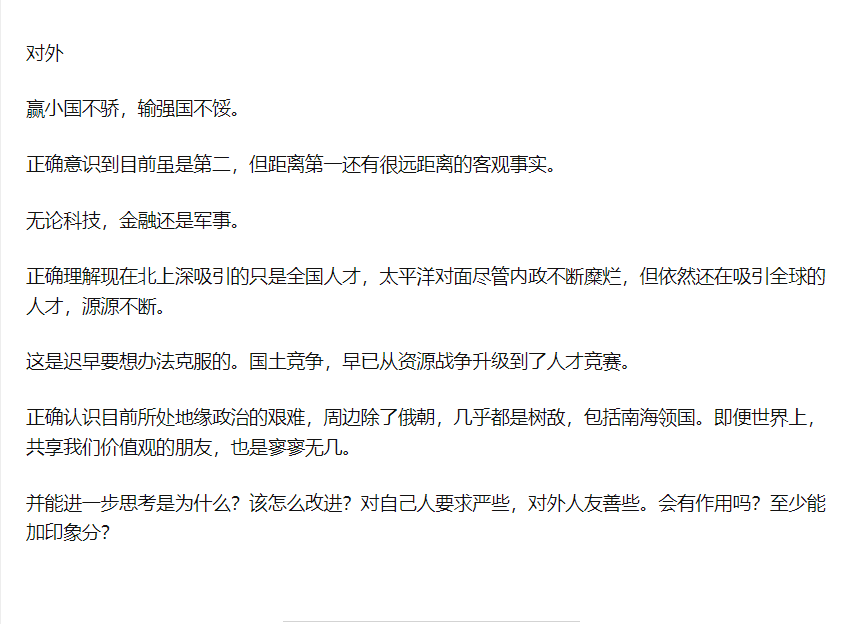 对外
赢小国不骄，输强国不馁。
正确意识到目前虽是第二，但距离第一还有很远距离的客观事实。
无论科技，金融还是军事。
正确理解现在北上深吸引的只是全国人才，太平洋对面尽管内政不断糜烂，但依然还在吸引全球的
人才，源源不断。
这是迟早要想办法克服的。国土竞争，早已从资源战争升级到了人才竞赛。
正确认识目前所处地缘政治的艰难，周边除了俄朝，几乎都是树敌，包括南海领国。即便世界上，
共享我们价值观的朋友，也是寥寥无几。
并能进一步思考是为什么？该怎么改进？对自己人要求严些，对外人友善些。会有作用吗？至少能
加印象分？